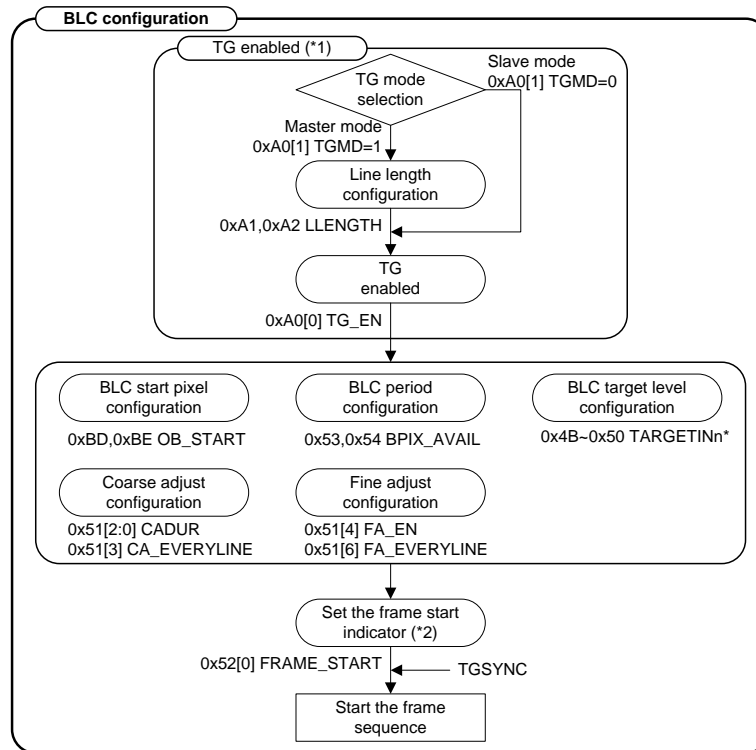 BLC configuration
TG enabled (*1)
TG mode
selection
Slave mode
0xA0[1] TGMD=0
Master mode
0xA0[1] TGMD=1
Line length
configuration
0xA1,0xA2 LLENGTH
TG
enabled
0xA0[0] TG_EN
BLC start pixel
configuration
0xBD,0xBE OB_START
BLC period
configuration
0x53,0x54 BPIX_AVAIL
BLC target level
configuration
0x4B~0x50 TARGETINn*
Coarse adjust
configuration
0x51[2:0] CADUR
0x51[3] CA_EVERYLINE
Fine adjust
configuration
0x51[4] FA_EN
0x51[6] FA_EVERYLINE
Set the frame start
indicator (*2)
0x52[0] FRAME_START
TGSYNC
Start the frame
sequence